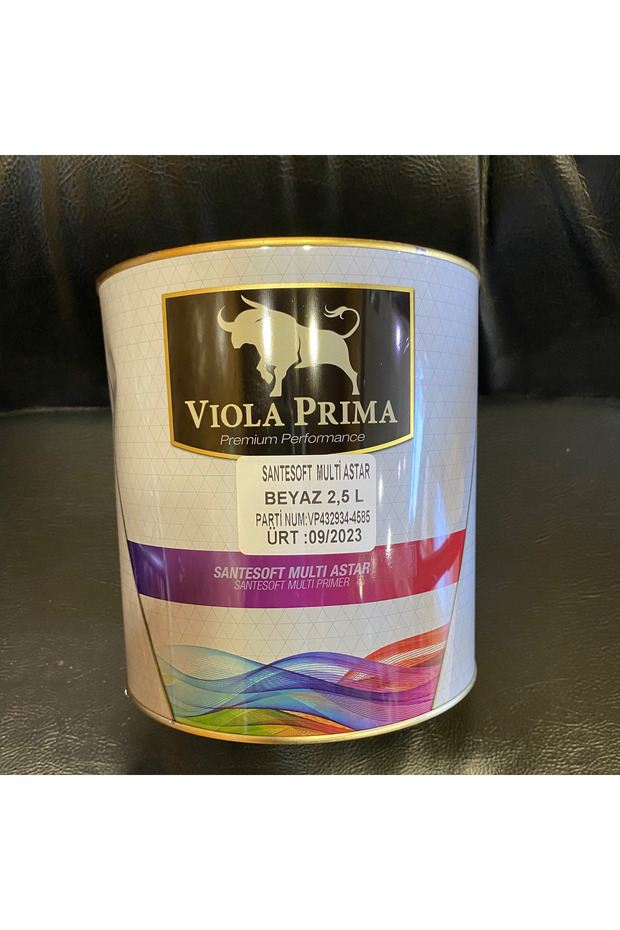 VIOLA PRIMA
Premium Performance
SANTESOFT MULTİ ASTAR
BEYAZ 2,5 L
PARTİ NUM:VP432934-4585
ÜRT :09/2023
SANTESOFT MULTI ASTAR
SANTESOFT MULTI PRIMER